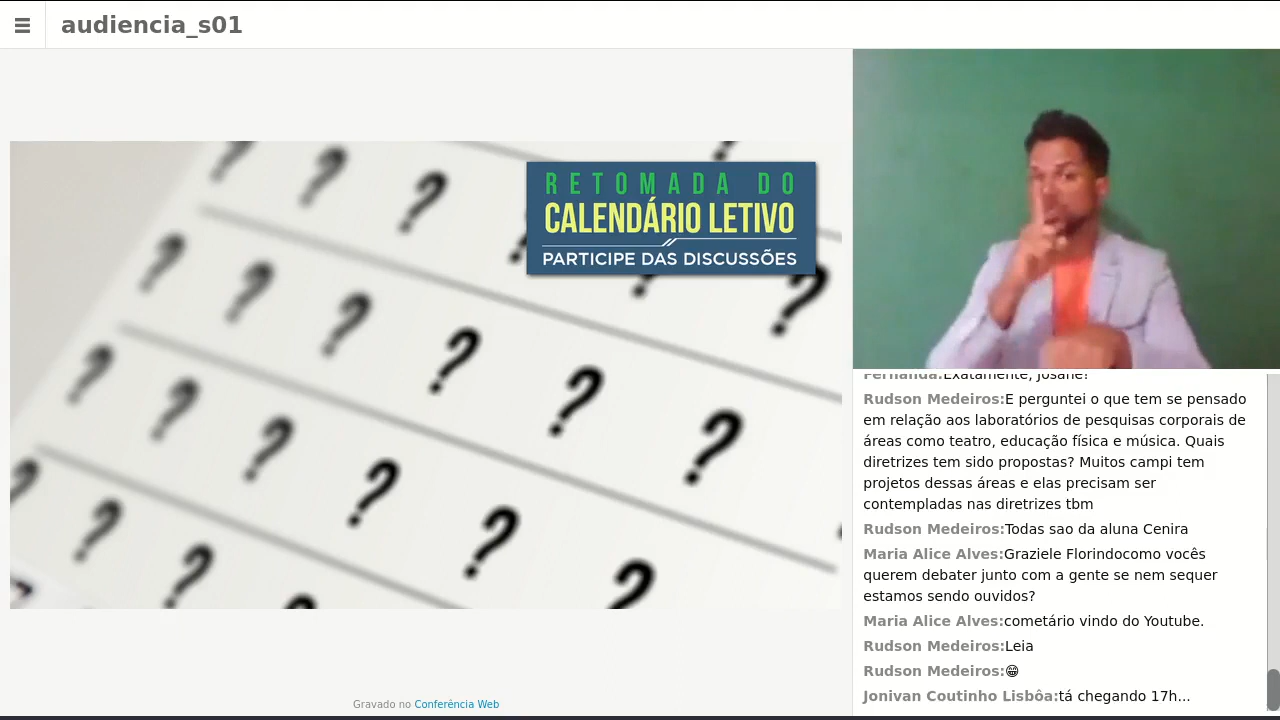 audiencia_s01
RETOMADA DO
CALENDÁRIO LETIVO
PARTICIPE DAS DISCUSSÕES
Fernanda:Exatamente, Josane!
Rudson Medeiros:E perguntei o que tem se pensado
em relação aos laboratórios de pesquisas corporais de
áreas como teatro, educação física e música. Quais
diretrizes tem sido propostas? Muitos campi tem
projetos dessas áreas e elas precisam ser
contempladas nas diretrizes tbm
Rudson Medeiros:Todas sao da aluna Cenira
Maria Alice Alves:Graziele Florindocomo vocês
querem debater junto com a gente se nem sequer
estamos sendo ouvidos?
Maria Alice Alves:cometário vindo do Youtube.
Rudson Medeiros:Leia
Rudson Medeiros:😁
Jonivan Coutinho Lisbôa:tá chegando 17h...
Gravado no Conferência Web